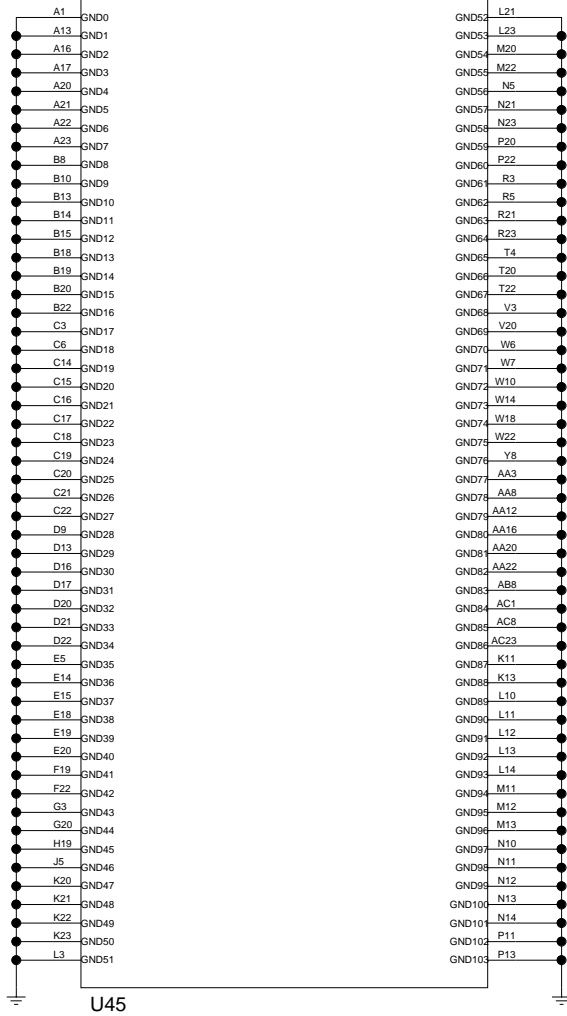 A1 GND0 GND52 L21
A13 GND1 GND53 L23
A16 GND2 GND54 M20
A17 GND3 GND55 M22
A20 GND4 GND56 N5
A21 GND5 GND57 N21
A22 GND6 GND58 N23
A23 GND7 GND59 P20
B8 GND8 GND60 P22
B10 GND9 GND61 R3
B13 GND10 GND62 R5
B14 GND11 GND63 R21
B15 GND12 GND64 R23
B18 GND13 GND65 T4
B19 GND14 GND66 T20
B20 GND15 GND67 T22
B22 GND16 GND68 V3
C3 GND17 GND69 V20
C6 GND18 GND70 W6
C14 GND19 GND71 W7
C15 GND20 GND72 W10
C16 GND21 GND73 W14
C17 GND22 GND74 W18
C18 GND23 GND75 W22
C19 GND24 GND76 Y8
C20 GND25 GND77 AA3
C21 GND26 GND78 AA8
C22 GND27 GND79 AA12
D9 GND28 GND80 AA16
D13 GND29 GND81 AA20
D16 GND30 GND82 AA22
D17 GND31 GND83 AB8
D20 GND32 GND84 AC1
D21 GND33 GND85 AC8
D22 GND34 GND86 AC23
E5 GND35 GND87 K11
E14 GND36 GND88 K13
E15 GND37 GND89 L10
E18 GND38 GND90 L11
E19 GND39 GND91 L12
E20 GND40 GND92 L13
F19 GND41 GND93 L14
F22 GND42 GND94 M11
G3 GND43 GND95 M12
G20 GND44 GND96 M13
H19 GND45 GND97 N10
J5 GND46 GND98 N11
K20 GND47 GND99 N12
K21 GND48 GND100 N13
K22 GND49 GND101 N14
K23 GND50 GND102 P11
L3 GND51 GND103 P13
U45